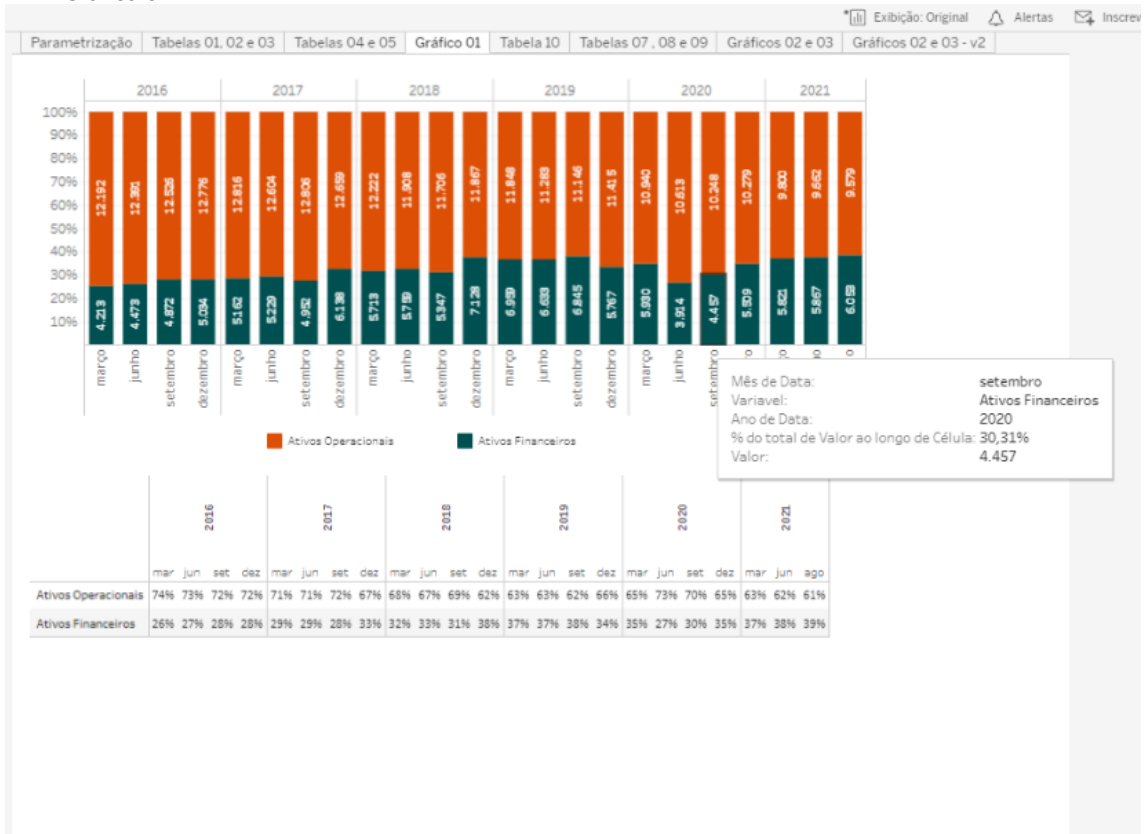 Exibição: Original Alertas Inscrev
Parametrização Tabelas 01, 02 e 03 Tabelas 04 e 05 Gráfico 01 Tabela 10 Tabelas 07 , 08 e 09 Gráficos 02 e 03 Gráficos 02 e 03 - v2
2016 2017 2018 2019 2020 2021
100%
90%
80%
70%
60%
50%
40%
30%
20%
10%
12.192 12.391 12.526 12.776 12.816 12.604 12.806 12.659 12.222 11.908 11.706 11.867 11.848 11.283 11.146 11.415 10.940 10.613 10.248 10.279 9.800 9.662 9.579
4.213 4.473 4.872 5.034 5.162 5.229 4.952 6.138 5.713 5.759 5.347 7.128 6.959 6.633 6.845 5.767 5.930 3.914 4.457 5.509 5.821 5.867 6.053
março junho setembro dezembro março junho setembro dezembro março junho setembro dezembro março junho setembro dezembro março junho setembro
Mês de Data: setembro
Variavel: Ativos Financeiros
Ano de Data: 2020
% do total de Valor ao longo de Célula: 30,31%
Valor: 4.457
Ativos Operacionais Ativos Financeiros
2016 2017 2018 2019 2020 2021
mar jun set dez mar jun set dez mar jun set dez mar jun set dez mar jun set dez mar jun ago
Ativos Operacionais 74% 73% 72% 72% 71% 71% 72% 67% 68% 67% 69% 62% 63% 63% 62% 66% 65% 73% 70% 65% 63% 62% 61%
Ativos Financeiros 26% 27% 28% 28% 29% 29% 28% 33% 32% 33% 31% 38% 37% 37% 38% 34% 35% 27% 30% 35% 37% 38% 39%